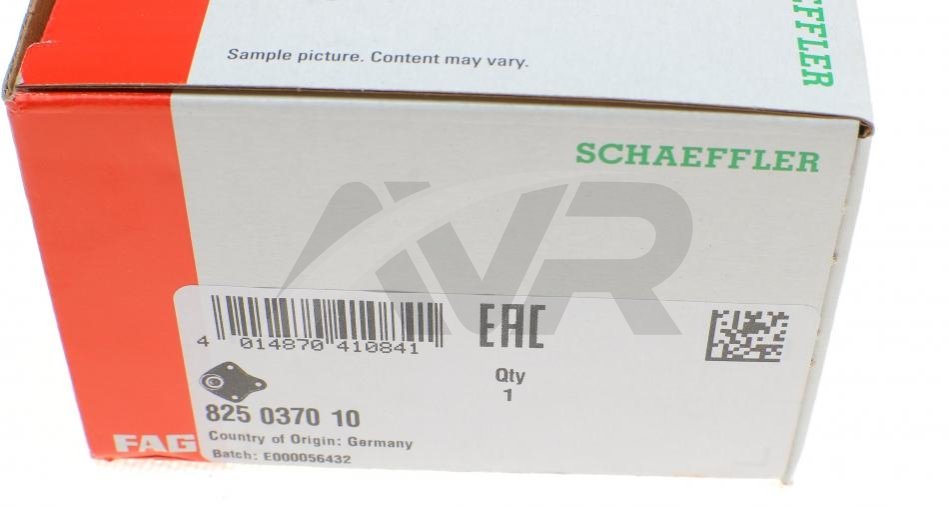 Sample picture. Content may vary.
SCHAEFFLER
SCHAEFFLER
AVR
4 014870 410841
EAC
Qty
1
825 0370 10
Country of Origin: Germany
Batch: E000056432
FAG